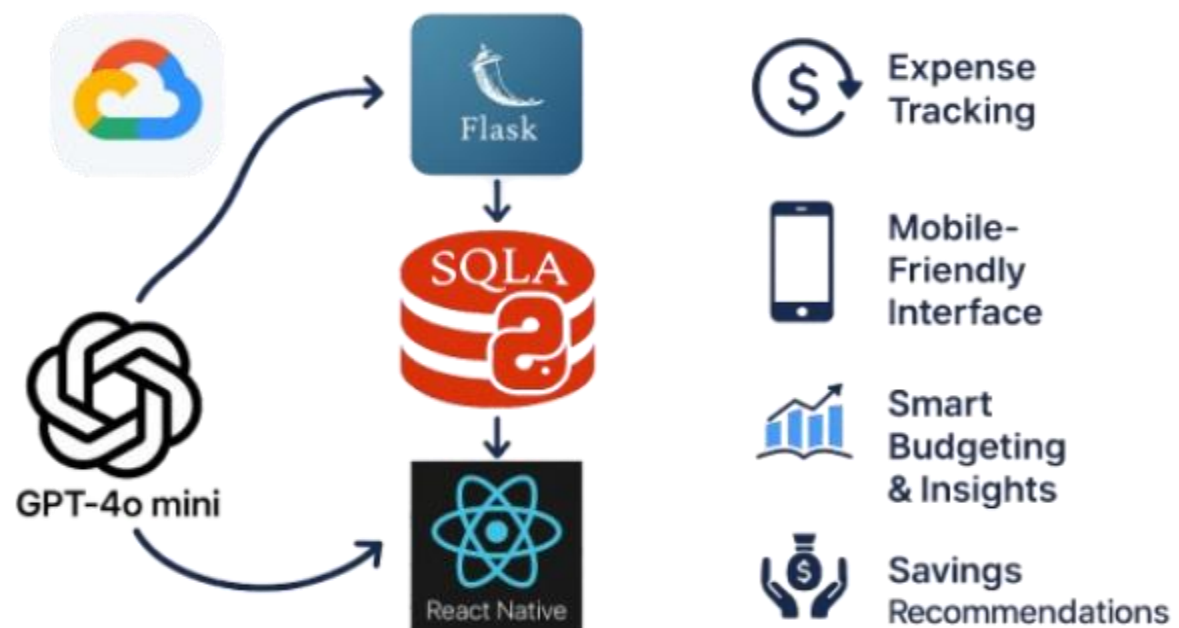 Flask
SQLA
GPT-4o mini
React Native
Expense
Tracking
Mobile-
Friendly
Interface
Smart
Budgeting
& Insights
Savings
Recommendations